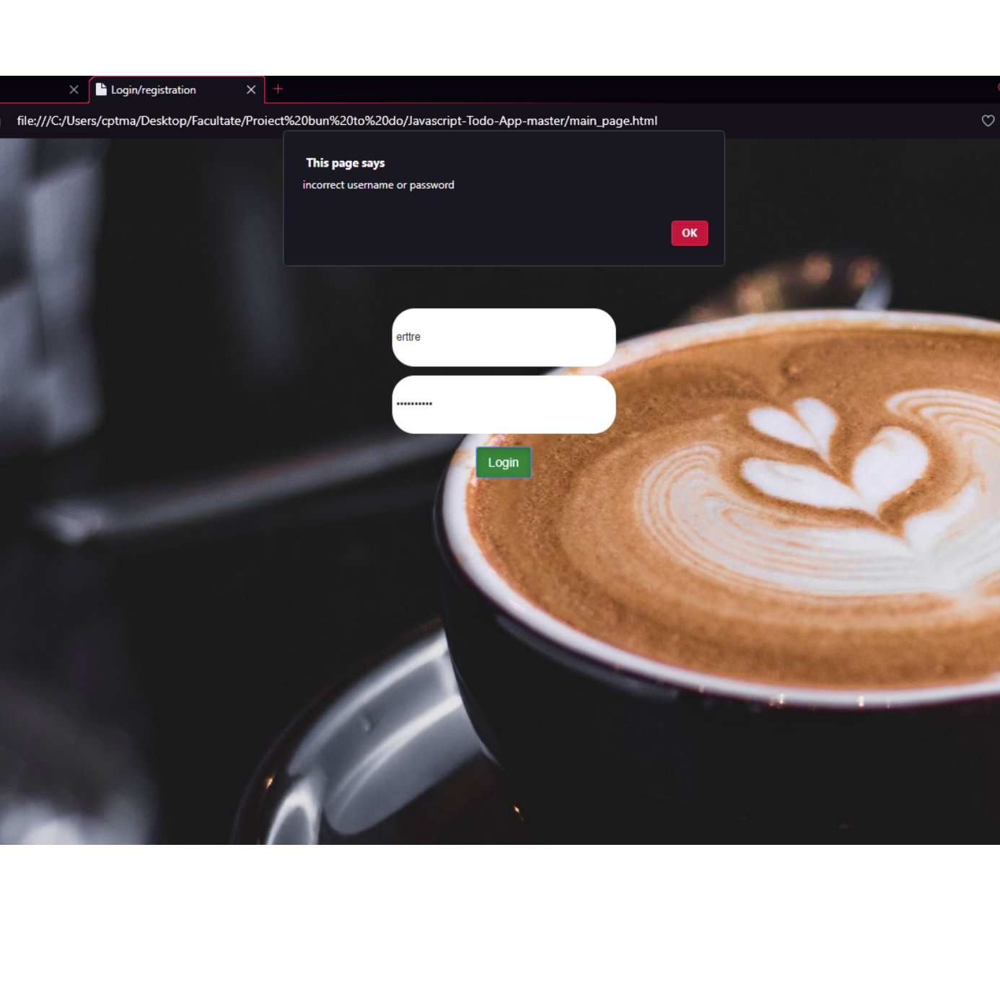 Login/registration
file:///C:/Users/cptma/Desktop/Facultate/Proiect%20bun%20to%20do/Javascript-Todo-App-master/main_page.html
This page says
incorrect username or password
OK
erttre
••••••••••
Login